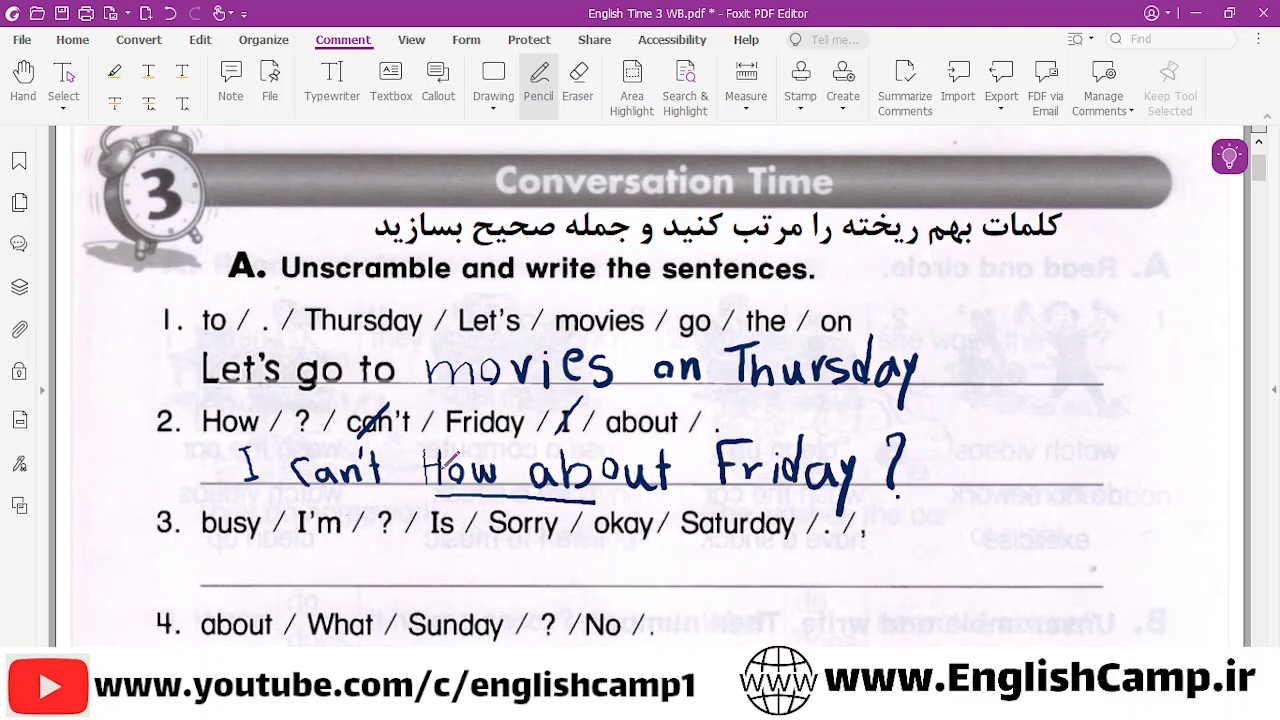 English Time 3 WB.pdf * - Foxit PDF Editor
File Home Convert Edit Organize Comment View Form Protect Share Accessibility Help Tell me... Find
Hand Select Note File Typewriter Textbox Callout Drawing Pencil Eraser Area Highlight Search & Highlight Measure Stamp Create Summarize Comments Import Export PDF via Email Manage Comments Keep Tool Selected
3 Conversation Time
کلمات بهم ریخته را مرتب کنید و جمله صحیح بسازید
A. Unscramble and write the sentences.
1. to / . / Thursday / Let's / movies / go / the / on
Let's go to movies on Thursday
2. How / ? / can't / Friday / I / about / .
I can't How about Friday ?
3. busy / I'm / ? / Is / Sorry / okay / Saturday / . / ,
4. about / What / Sunday / ? / No / .
www.youtube.com/c/englishcamp1
WWW www.EnglishCamp.ir